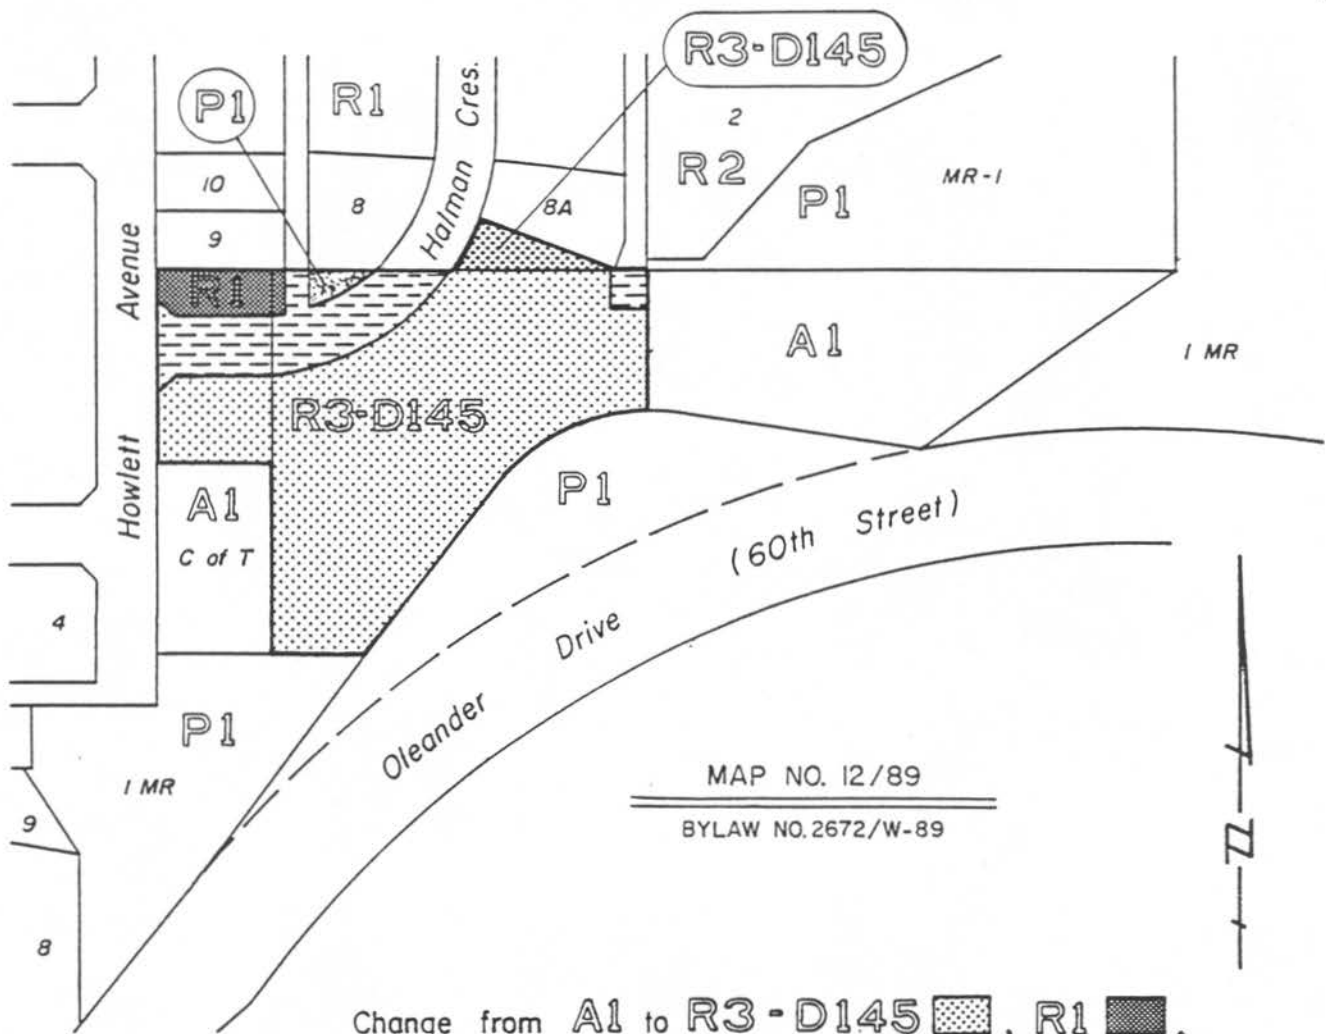 R3-D145
P1
R1
Halman Cres.
2
R2
P1
MR-1
10
8
8A
9
R1
Howlett Avenue
A1
1 MR
R3-D145
A1
C of T
P1
(60th Street)
4
Oleander Drive
P1
1 MR
MAP NO. 12/89
BYLAW NO. 2672/W-89
9
8
N
Change from A1 to R3-D145 , R1 ,